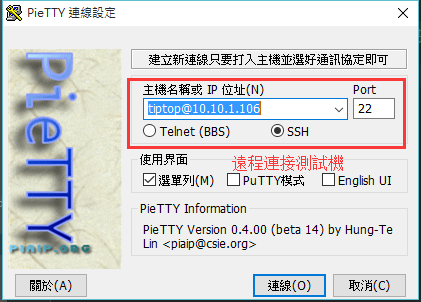 PieTTY 連線設定
建立新連線只要打入主機並選好通訊協定即可
主機名稱或 IP 位址(N)
Port
tiptop@10.10.1.106
22
Telnet (BBS)
SSH
遠程連接測試機
使用界面
選單列(M)
PuTTY模式
English UI
PieTTY Information
PieTTY Version 0.4.00 (beta 14) by Hung-Te
Lin <piaip@csie.org>
PieTTY
PIAIP.ORG
關於(A)
連線(O)
取消(C)